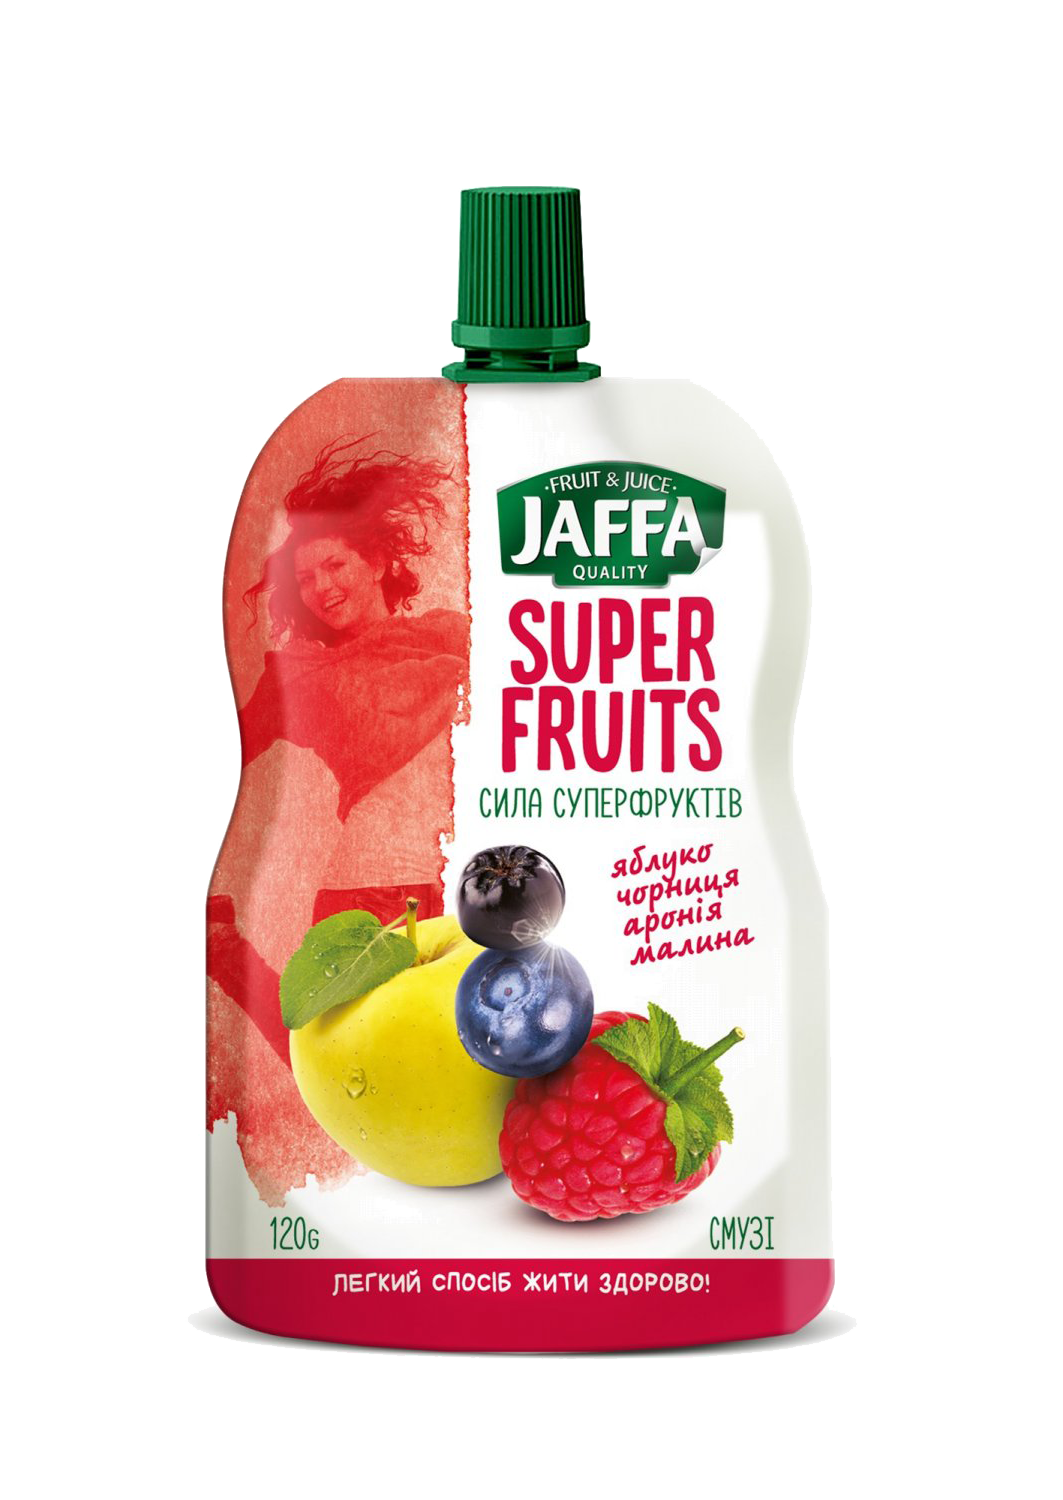 ·FRUIT & JUICE·
JAFFA
QUALITY
SUPER
FRUITS
СИЛА СУПЕРФРУКТІВ
яблуко
чорниця
аронія
малина
120G
СМУЗІ
ЛЕГКИЙ СПОСІБ ЖИТИ ЗДОРОВО!